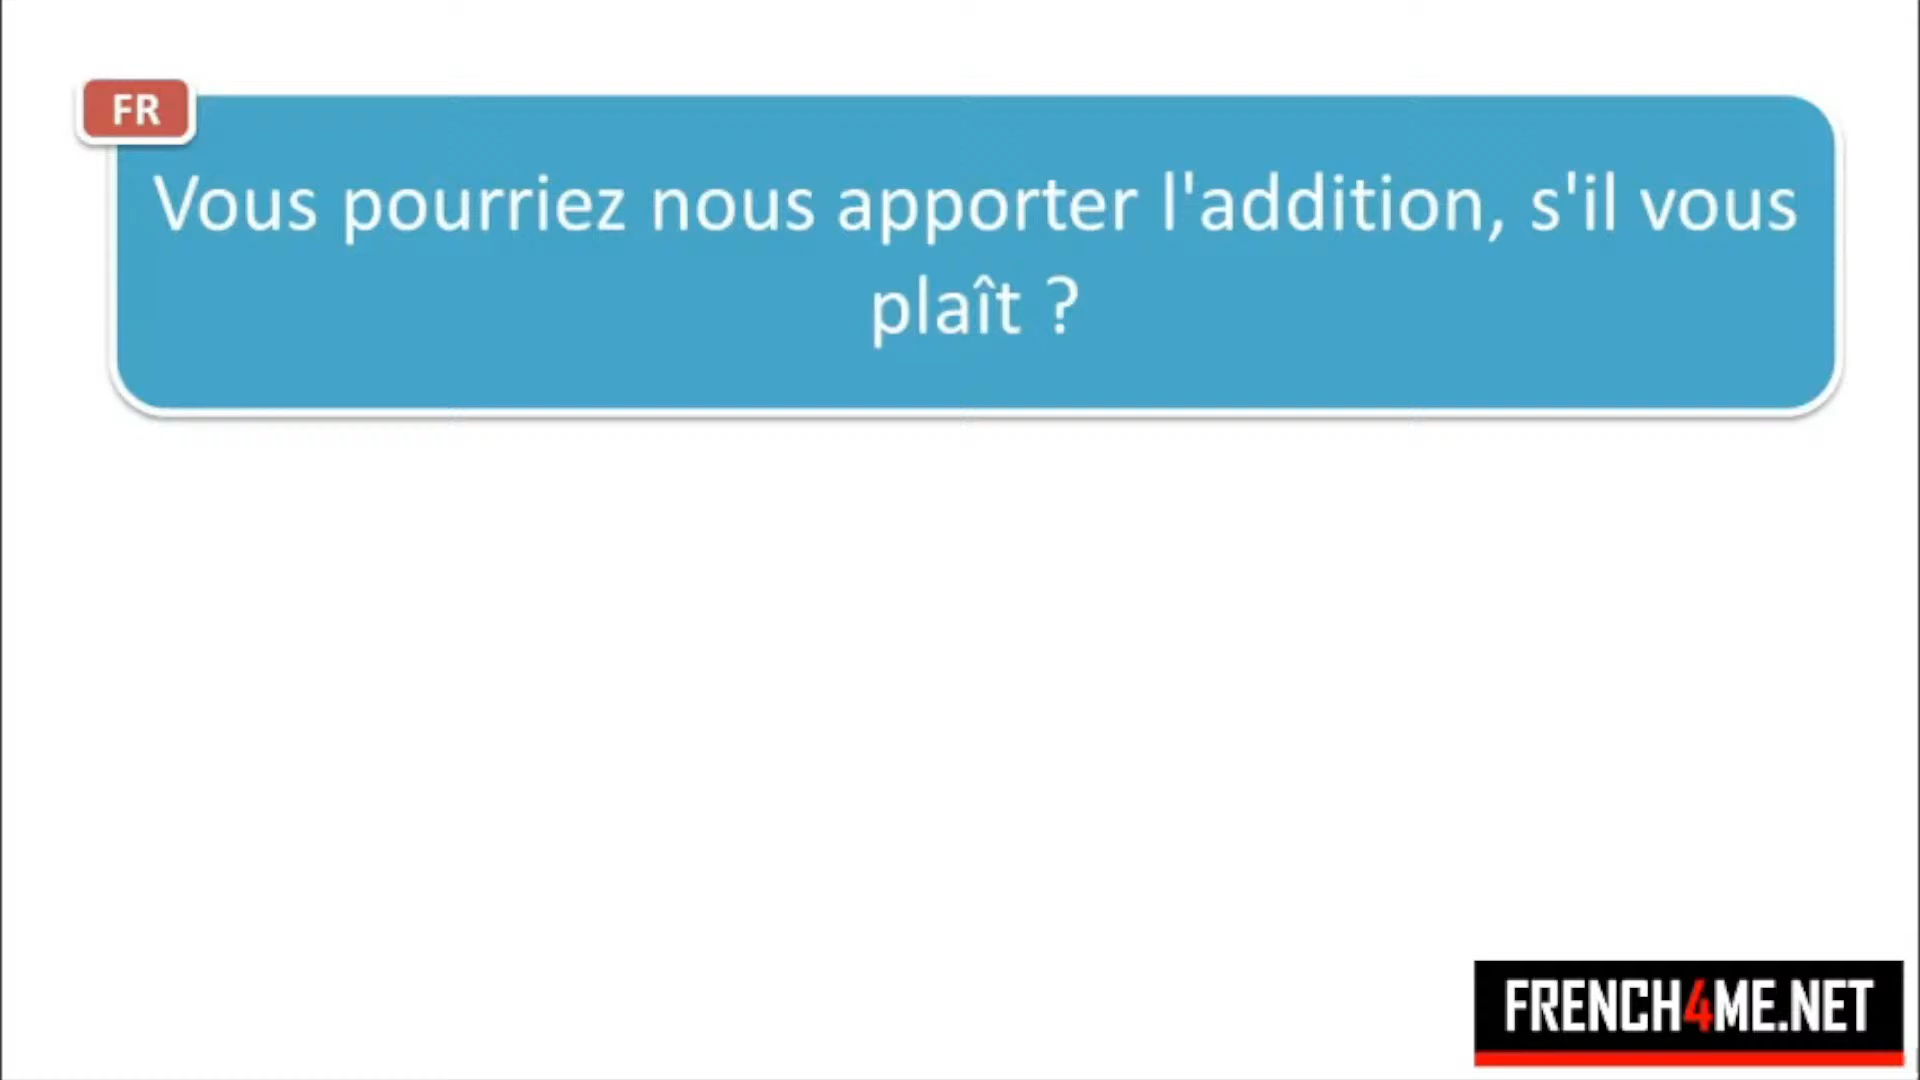 FR
Vous pourriez nous apporter l'addition, s'il vous
plaît ?
FRENCH4ME.NET